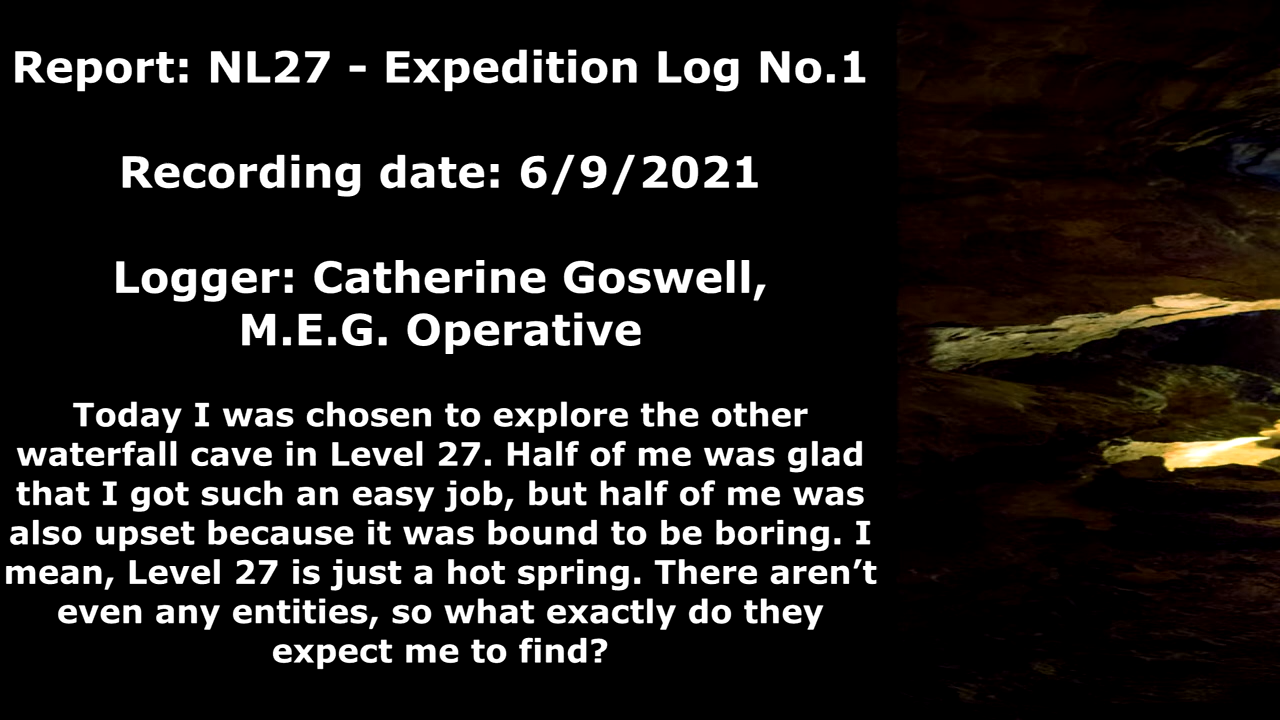 Report: NL27 - Expedition Log No.1
Recording date: 6/9/2021
Logger: Catherine Goswell,
M.E.G. Operative
Today I was chosen to explore the other
waterfall cave in Level 27. Half of me was glad
that I got such an easy job, but half of me was
also upset because it was bound to be boring. I
mean, Level 27 is just a hot spring. There aren’t
even any entities, so what exactly do they
expect me to find?